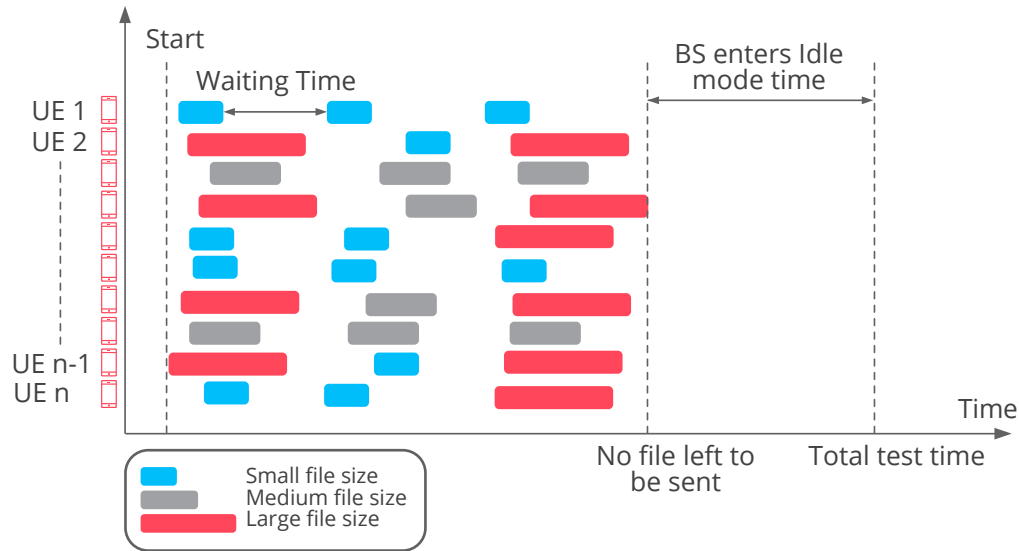 Start
BS enters Idle
mode time
Waiting Time
UE 1
UE 2
UE n-1
UE n
Time
No file left to
be sent
Total test time
Small file size
Medium file size
Large file size